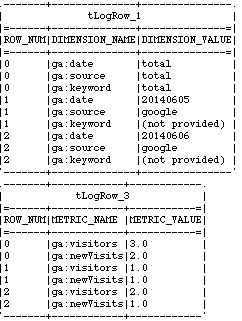 tLogRow_1
ROW_NUM|DIMENSION_NAME|DIMENSION_VALUE
0|ga:date|total
0|ga:source|total
0|ga:keyword|total
1|ga:date|20140605
1|ga:source|google
1|ga:keyword|(not provided)
2|ga:date|20140606
2|ga:source|google
2|ga:keyword|(not provided)
tLogRow_3
ROW_NUM|METRIC_NAME|METRIC_VALUE
0|ga:visitors|3.0
0|ga:newVisits|2.0
1|ga:visitors|1.0
1|ga:newVisits|1.0
2|ga:visitors|2.0
2|ga:newVisits|1.0